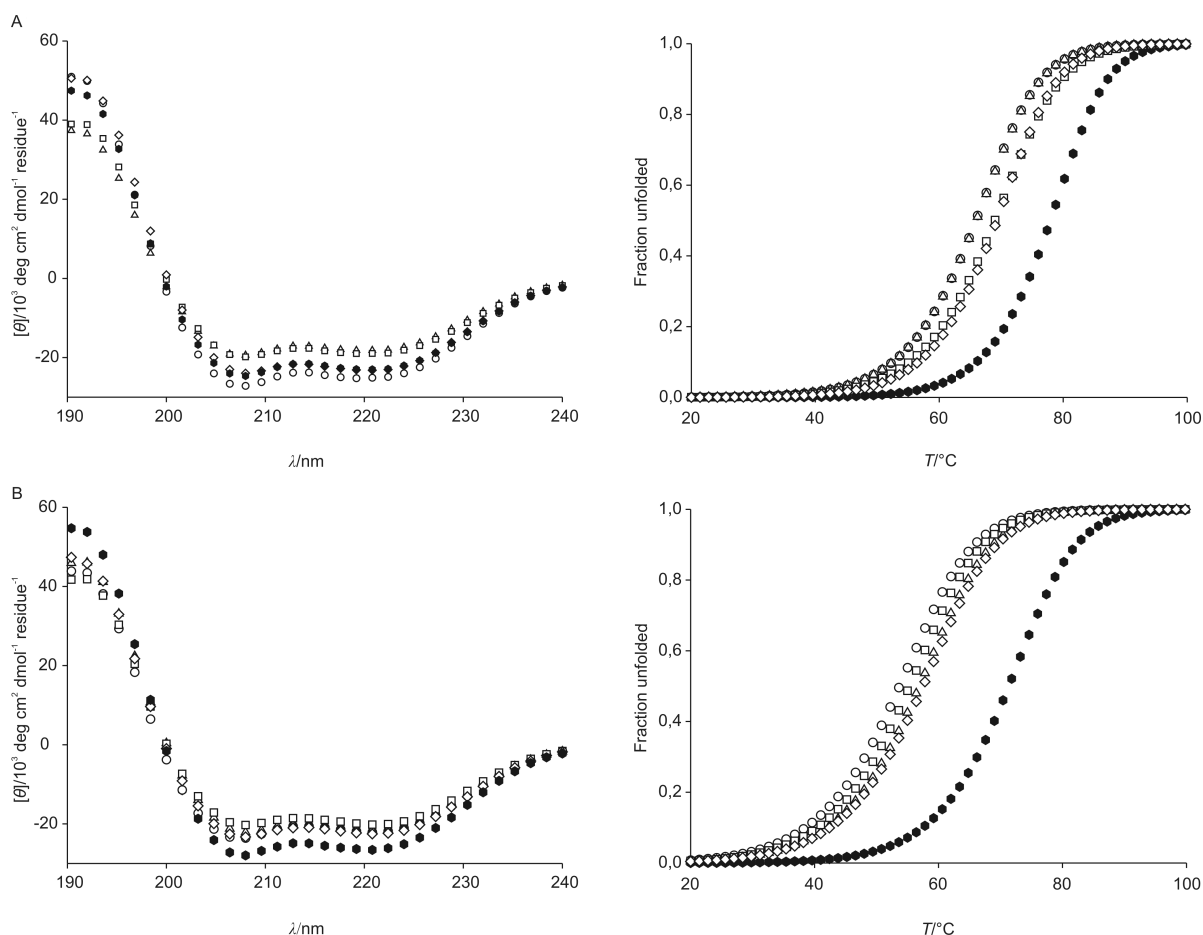 A
60
40
20
0
-20
190 200 210 220 230 240
[θ]/10³ deg cm² dmol⁻¹ residue⁻¹
λ/nm
1,0
0,8
0,6
0,4
0,2
0,0
20 40 60 80 100
Fraction unfolded
T/°C
B
60
40
20
0
-20
190 200 210 220 230 240
[θ]/10³ deg cm² dmol⁻¹ residue⁻¹
λ/nm
1,0
0,8
0,6
0,4
0,2
0,0
20 40 60 80 100
Fraction unfolded
T/°C